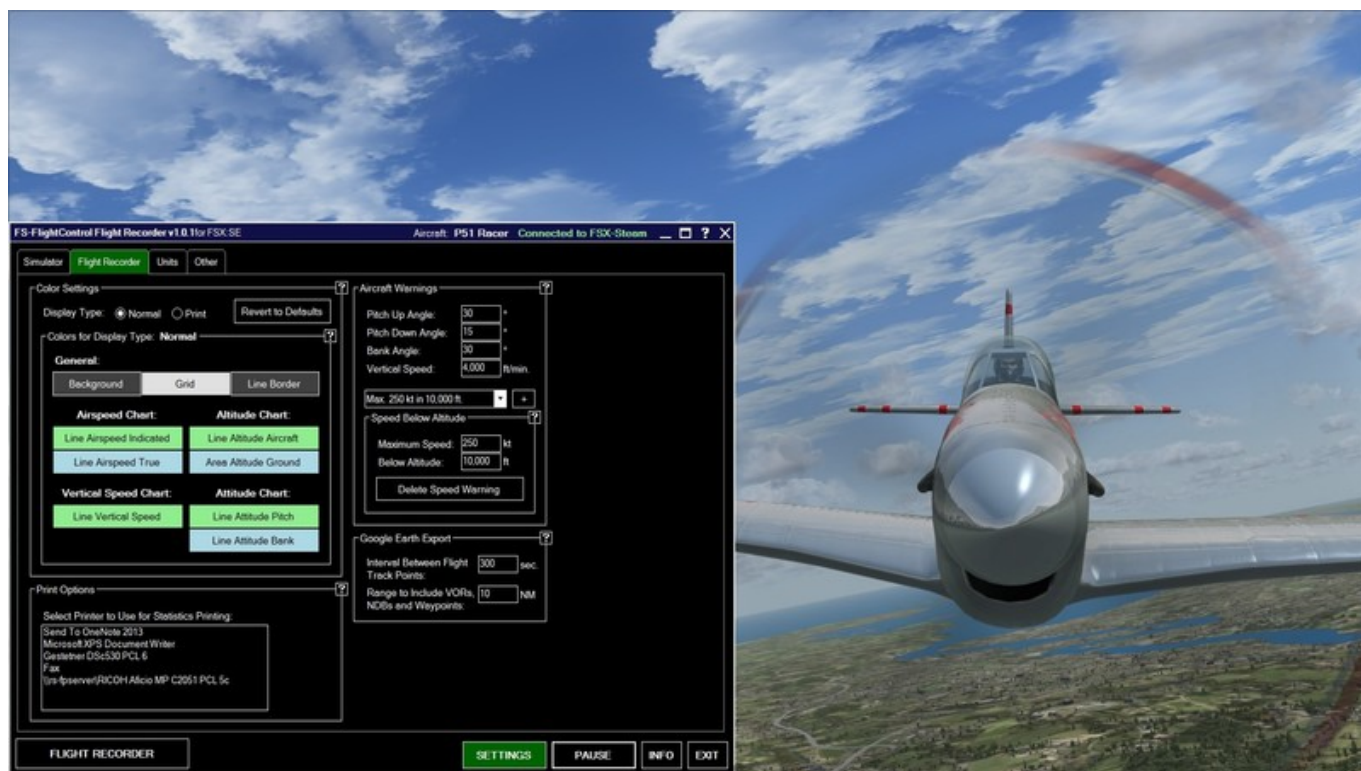 FS-FlightControl Flight Recorder v1.0.1 for FSX:SE Aircraft: P51 Racer Connected to FSX-Steam _ ? X
Simulator Flight Recorder Units Other
Color Settings ?
Display Type: Normal Print Revert to Defaults
Colors for Display Type: Normal ?
General:
Background Grid Line Border
Airspeed Chart: Altitude Chart:
Line Airspeed Indicated Line Altitude Aircraft
Line Airspeed True Area Altitude Ground
Vertical Speed Chart: Attitude Chart:
Line Vertical Speed Line Attitude Pitch
Line Attitude Bank
Print Options ?
Select Printer to Use for Statistics Printing:
Send To OneNote 2013
Microsoft XPS Document Writer
Gestetner DSc530 PCL 6
Fax
\\rs-fpserver\RICOH Aficio MP C2051 PCL 5c
Aircraft Warnings ?
Pitch Up Angle: 30 °
Pitch Down Angle: 15 °
Bank Angle: 30 °
Vertical Speed: 4,000 ft/min.
Max. 250 kt in 10,000 ft. +
Speed Below Altitude ?
Maximum Speed: 250 kt
Below Altitude: 10,000 ft
Delete Speed Warning
Google Earth Export ?
Interval Between Flight 300 sec.
Track Points:
Range to Include VORs, 10 NM
NDBs and Waypoints:
FLIGHT RECORDER SETTINGS PAUSE INFO EXIT